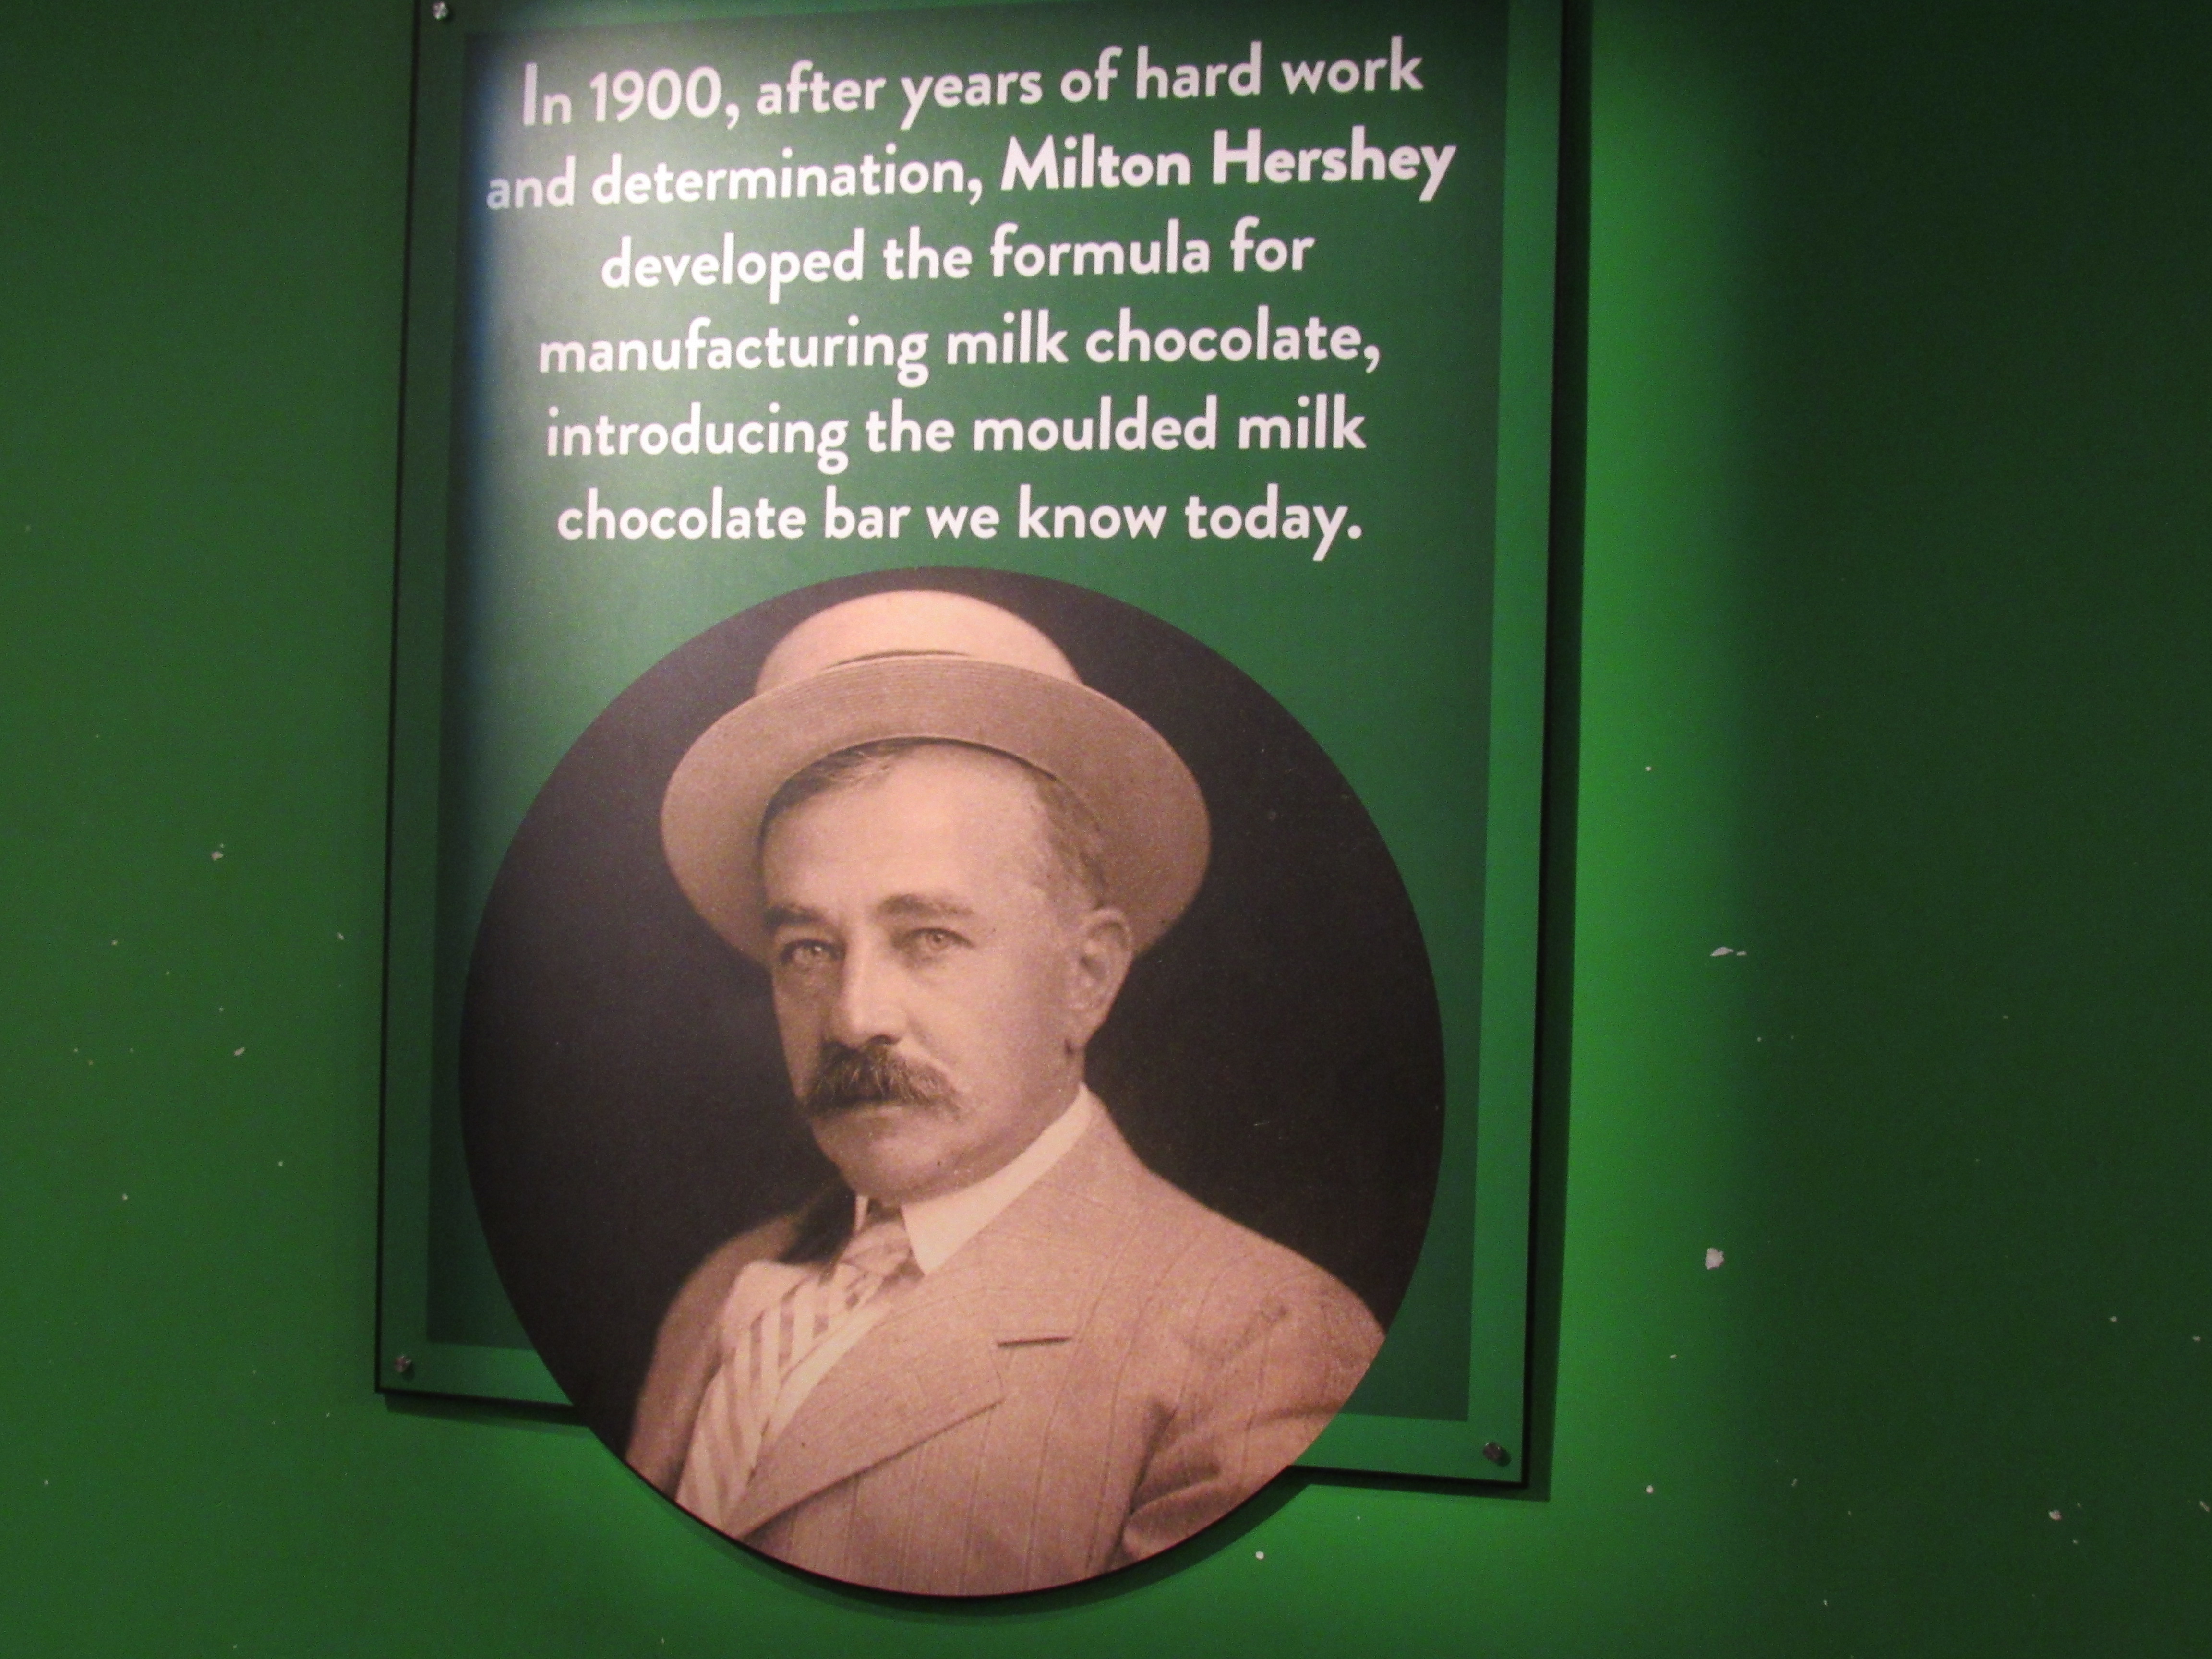 In 1900, after years of hard work
and determination, Milton Hershey
developed the formula for
manufacturing milk chocolate,
introducing the moulded milk
chocolate bar we know today.